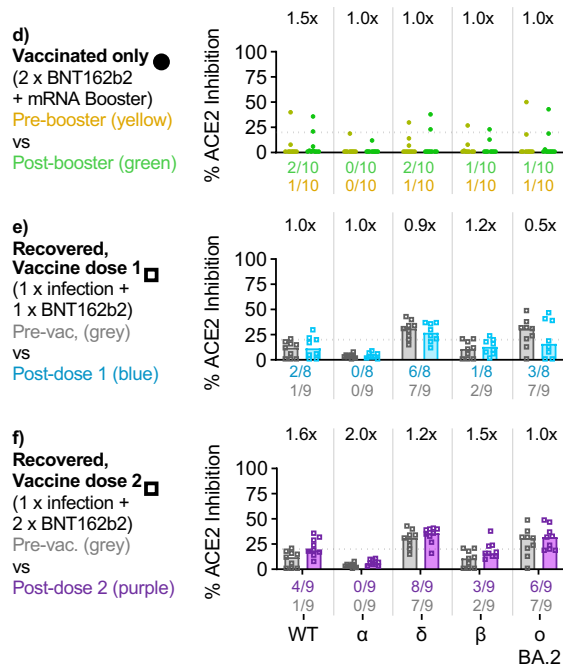 d)
Vaccinated only
(2 x BNT162b2
+ mRNA Booster)
Pre-booster (yellow)
vs
Post-booster (green)
% ACE2 Inhibition
100
75
50
25
0
1.5x 1.0x 1.0x 1.0x 1.0x
2/10 0/10 2/10 1/10 1/10
1/10 0/10 1/10 1/10 1/10
e)
Recovered,
Vaccine dose 1
(1 x infection +
1 x BNT162b2)
Pre-vac, (grey)
vs
Post-dose 1 (blue)
% ACE2 Inhibition
100
75
50
25
0
1.0x 1.0x 0.9x 1.2x 0.5x
2/8 0/8 6/8 1/8 3/8
1/9 0/9 7/9 2/9 7/9
f)
Recovered,
Vaccine dose 2
(1 x infection +
2 x BNT162b2)
Pre-vac. (grey)
vs
Post-dose 2 (purple)
% ACE2 Inhibition
100
75
50
25
0
1.6x 2.0x 1.2x 1.5x 1.0x
4/9 0/9 8/9 3/9 6/9
1/9 0/9 7/9 2/9 7/9
WT α δ β ο
BA.2